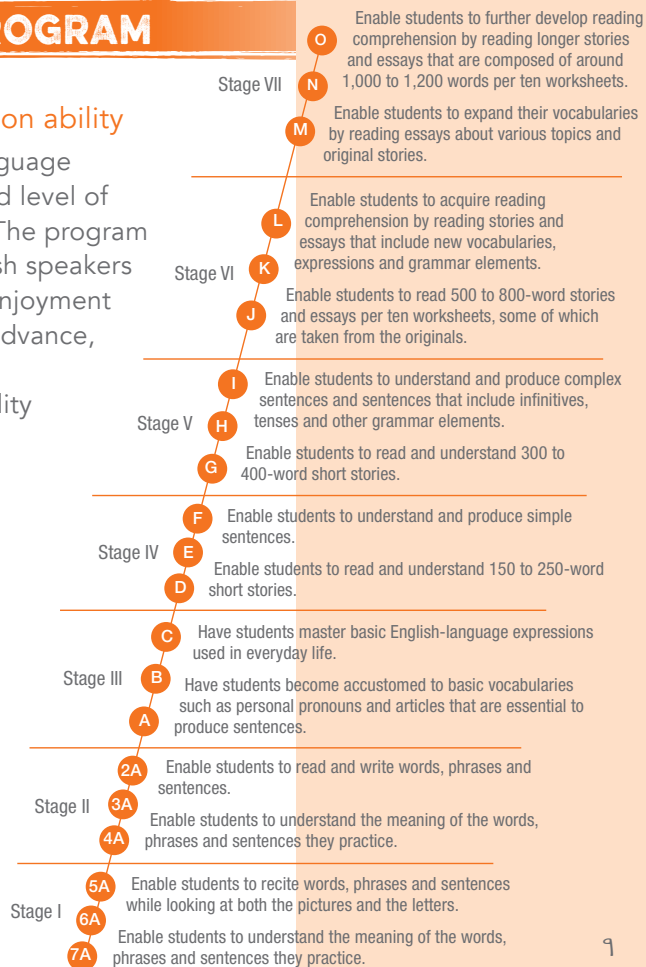 OGRAM
on ability
guage
d level of
The program
sh speakers
njoyment
dvance,
lity
O
N
M
Stage VII
Enable students to further develop reading
comprehension by reading longer stories
and essays that are composed of around
1,000 to 1,200 words per ten worksheets.
Enable students to expand their vocabularies
by reading essays about various topics and
original stories.
L
K
J
Stage VI
Enable students to acquire reading
comprehension by reading stories and
essays that include new vocabularies,
expressions and grammar elements.
Enable students to read 500 to 800-word stories
and essays per ten worksheets, some of which
are taken from the originals.
I
H
G
Stage V
Enable students to understand and produce complex
sentences and sentences that include infinitives,
tenses and other grammar elements.
Enable students to read and understand 300 to
400-word short stories.
F
E
D
Stage IV
Enable students to understand and produce simple
sentences.
Enable students to read and understand 150 to 250-word
short stories.
C
B
A
Stage III
Have students master basic English-language expressions
used in everyday life.
Have students become accustomed to basic vocabularies
such as personal pronouns and articles that are essential to
produce sentences.
2A
3A
4A
Stage II
Enable students to read and write words, phrases and
sentences.
Enable students to understand the meaning of the words,
phrases and sentences they practice.
5A
6A
7A
Stage I
Enable students to recite words, phrases and sentences
while looking at both the pictures and the letters.
Enable students to understand the meaning of the words,
phrases and sentences they practice.
9